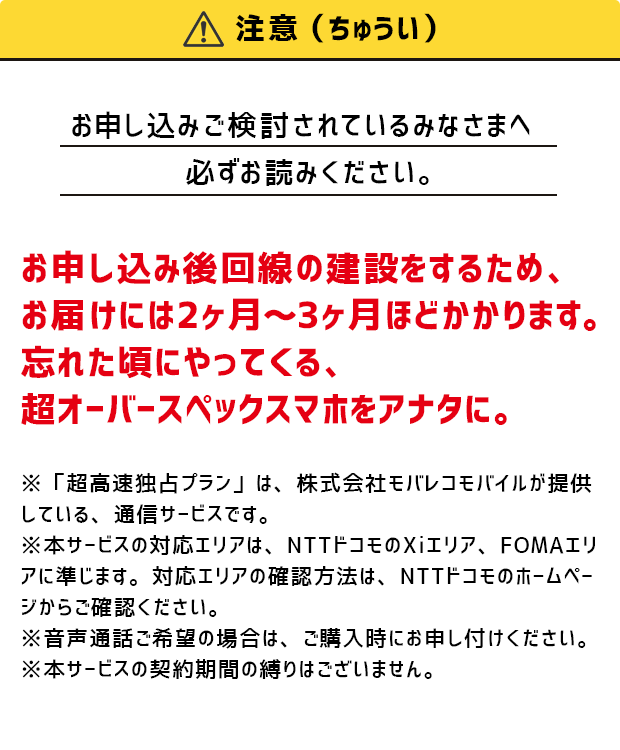 注意（ちゅうい）
お申し込みご検討されているみなさまへ
必ずお読みください。
お申し込み後回線の建設をするため、
お届けには2ヶ月〜3ヶ月ほどかかります。
忘れた頃にやってくる、
超オーバースペックスマホをアナタに。
※「超高速独占プラン」は、株式会社モバレコモバイルが提供
している、通信サービスです。
※本サービスの対応エリアは、NTTドコモのXiエリア、FOMAエリ
アに準じます。対応エリアの確認方法は、NTTドコモのホームペー
ジからご確認ください。
※音声通話ご希望の場合は、ご購入時にお申し付けください。
※本サービスの契約期間の縛りはございません。